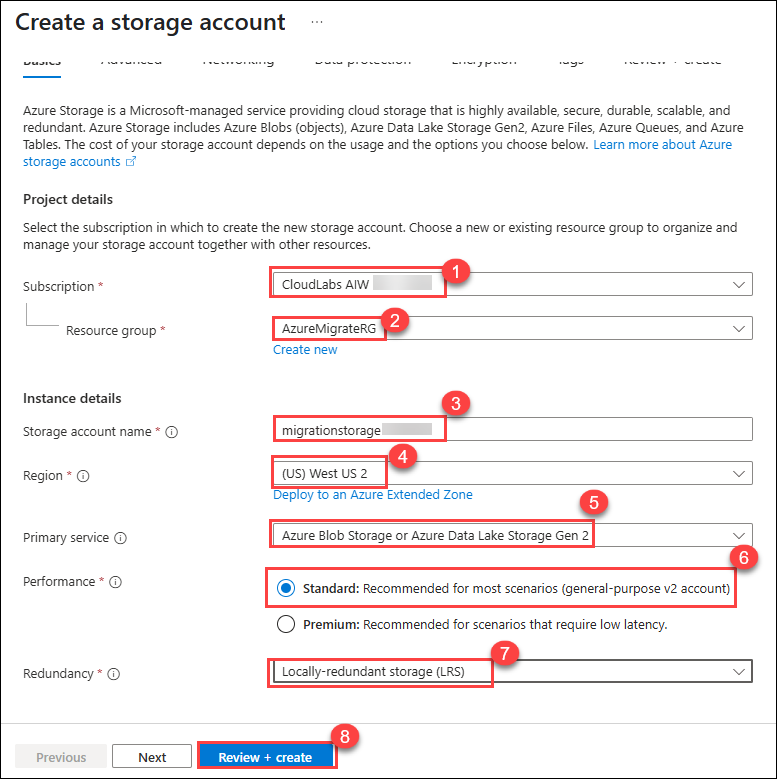 Create a storage account ...
Basics Advanced Networking Data protection Encryption Tags Review + create
Azure Storage is a Microsoft-managed service providing cloud storage that is highly available, secure, durable, scalable, and
redundant. Azure Storage includes Azure Blobs (objects), Azure Data Lake Storage Gen2, Azure Files, Azure Queues, and Azure
Tables. The cost of your storage account depends on the usage and the options you choose below. Learn more about Azure
storage accounts
Project details
Select the subscription in which to create the new storage account. Choose a new or existing resource group to organize and
manage your storage account together with other resources.
1
Subscription * CloudLabs AIW
2
Resource group * AzureMigrateRG
Create new
Instance details
3
Storage account name * migrationstorage
4
Region * (US) West US 2
Deploy to an Azure Extended Zone
5
Primary service Azure Blob Storage or Azure Data Lake Storage Gen 2
6
Performance * Standard: Recommended for most scenarios (general-purpose v2 account)
Premium: Recommended for scenarios that require low latency.
7
Redundancy * Locally-redundant storage (LRS)
8
Previous Next Review + create